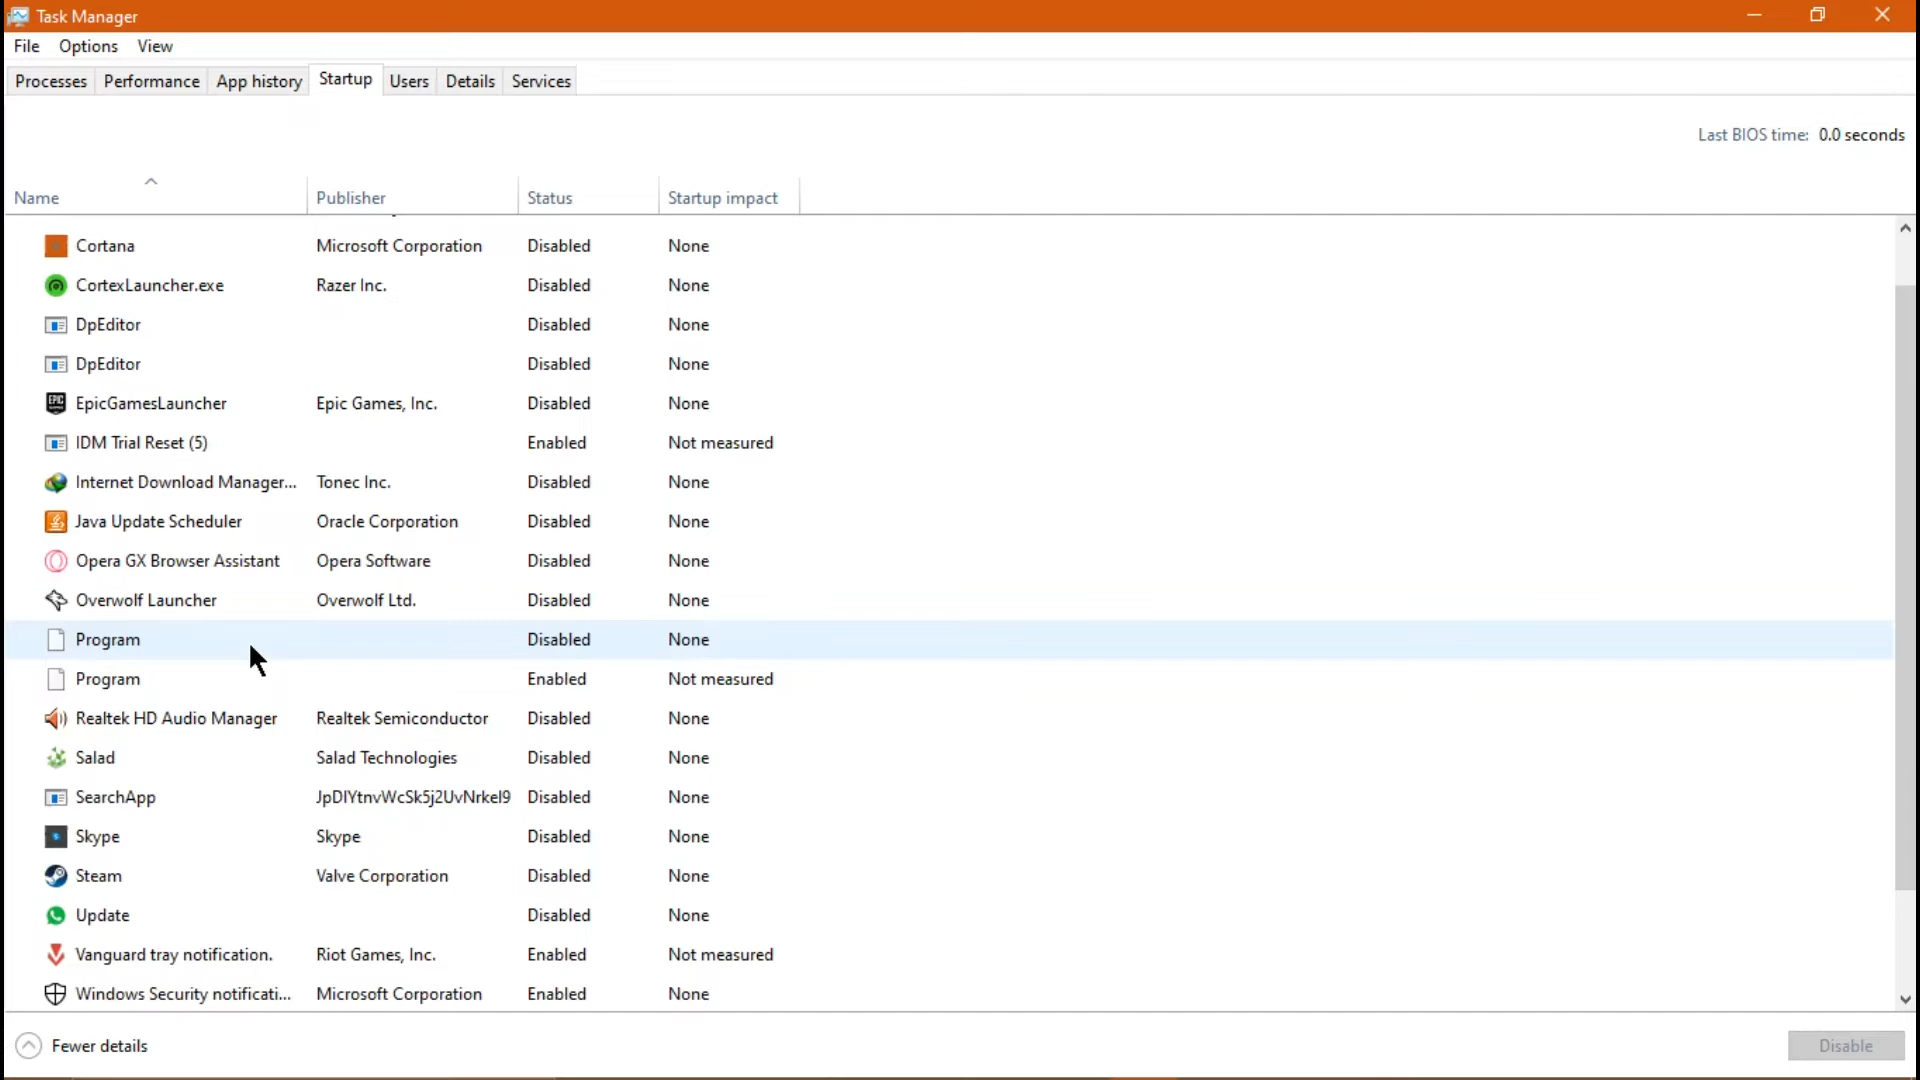 Task Manager
File Options View
Processes Performance App history Startup Users Details Services
Last BIOS time: 0.0 seconds
Name Publisher Status Startup impact
Cortana Microsoft Corporation Disabled None
CortexLauncher.exe Razer Inc. Disabled None
DpEditor Disabled None
DpEditor Disabled None
EpicGamesLauncher Epic Games, Inc. Disabled None
IDM Trial Reset (5) Enabled Not measured
Internet Download Manager... Tonec Inc. Disabled None
Java Update Scheduler Oracle Corporation Disabled None
Opera GX Browser Assistant Opera Software Disabled None
Overwolf Launcher Overwolf Ltd. Disabled None
Program Disabled None
Program Enabled Not measured
Realtek HD Audio Manager Realtek Semiconductor Disabled None
Salad Salad Technologies Disabled None
SearchApp Disabled None
Skype Skype Disabled None
Steam Valve Corporation Disabled None
Update Disabled None
Vanguard tray notification. Riot Games, Inc. Enabled Not measured
Windows Security notificati... Microsoft Corporation Enabled None
Fewer details Disable